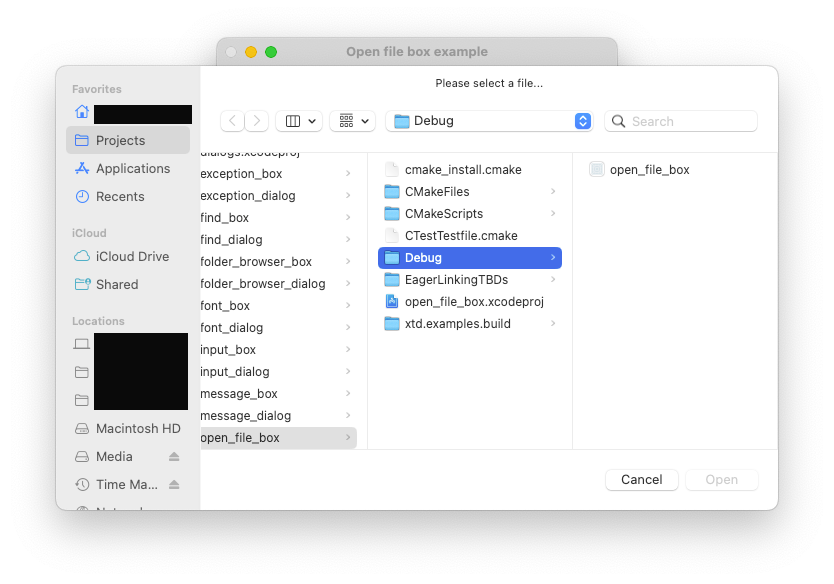 Open file box example
Please select a file...
Favorites
Projects
Applications
Recents
iCloud
iCloud Drive
Shared
Locations
Macintosh HD
Media
Time Ma...
Debug
Search
dialogs.xcodeproj
exception_box
exception_dialog
find_box
find_dialog
folder_browser_box
folder_browser_dialog
font_box
font_dialog
input_box
input_dialog
message_box
message_dialog
open_file_box
cmake_install.cmake
CMakeFiles
CMakeScripts
CTestTestfile.cmake
Debug
EagerLinkingTBDs
open_file_box.xcodeproj
xtd.examples.build
open_file_box
Cancel
Open